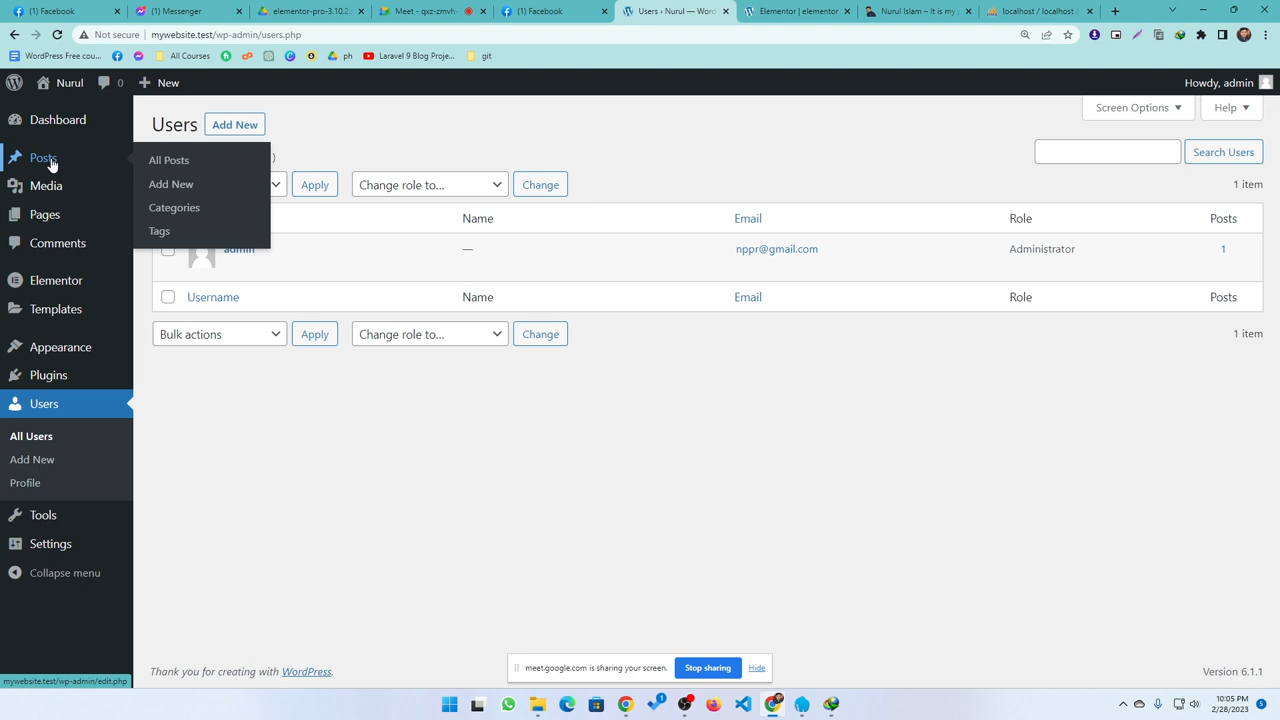 Facebook
Messenger
elementor-pro-3.10.2
Meet - qxz-zmvh-
Facebook
Users ‹ Nurul — Wor
Elementor | elementor
Nurul Islam – It is my
localhost / localhost /
Not secure | mywebsite.test/wp-admin/users.php
WordPress Free cou...
All Courses
ph
Laravel 9 Blog Proje...
git
Nurul
0
New
Howdy, admin
Dashboard
Posts
Media
Pages
Comments
Elementor
Templates
Appearance
Plugins
Users
All Users
Add New
Profile
Tools
Settings
Collapse menu
All Posts
Add New
Categories
Tags
Users
Add New
Screen Options
Help
)
Search Users
Apply
Change role to...
Change
1 item
Name
Email
Role
Posts
admin
—
nppr@gmail.com
Administrator
1
Username
Name
Email
Role
Posts
Bulk actions
Apply
Change role to...
Change
1 item
Thank you for creating with WordPress.
Version 6.1.1
meet.google.com is sharing your screen.
Stop sharing
Hide
mywebsite.test/wp-admin/edit.php
1
10:05 PM
2/28/2023
5